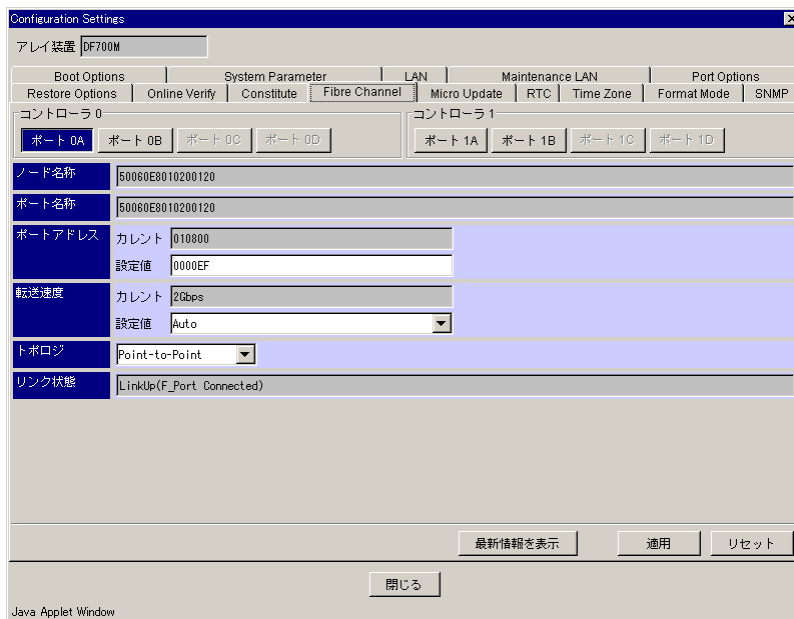 Configuration Settings
アレイ装置 DF700M
Boot Options System Parameter LAN Maintenance LAN Port Options
Restore Options Online Verify Constitute Fibre Channel Micro Update RTC Time Zone Format Mode SNMP
コントローラ 0 コントローラ 1
ポート 0A ポート 0B ポート 0C ポート 0D ポート 1A ポート 1B ポート 1C ポート 1D
ノード名称 50060E8010200120
ポート名称 50060E8010200120
ポートアドレス カレント 010800
設定値 0000EF
転送速度 カレント 2Gbps
設定値 Auto
トポロジ Point-to-Point
リンク状態 LinkUp(F_Port Connected)
最新情報を表示 適用 リセット
閉じる
Java Applet Window